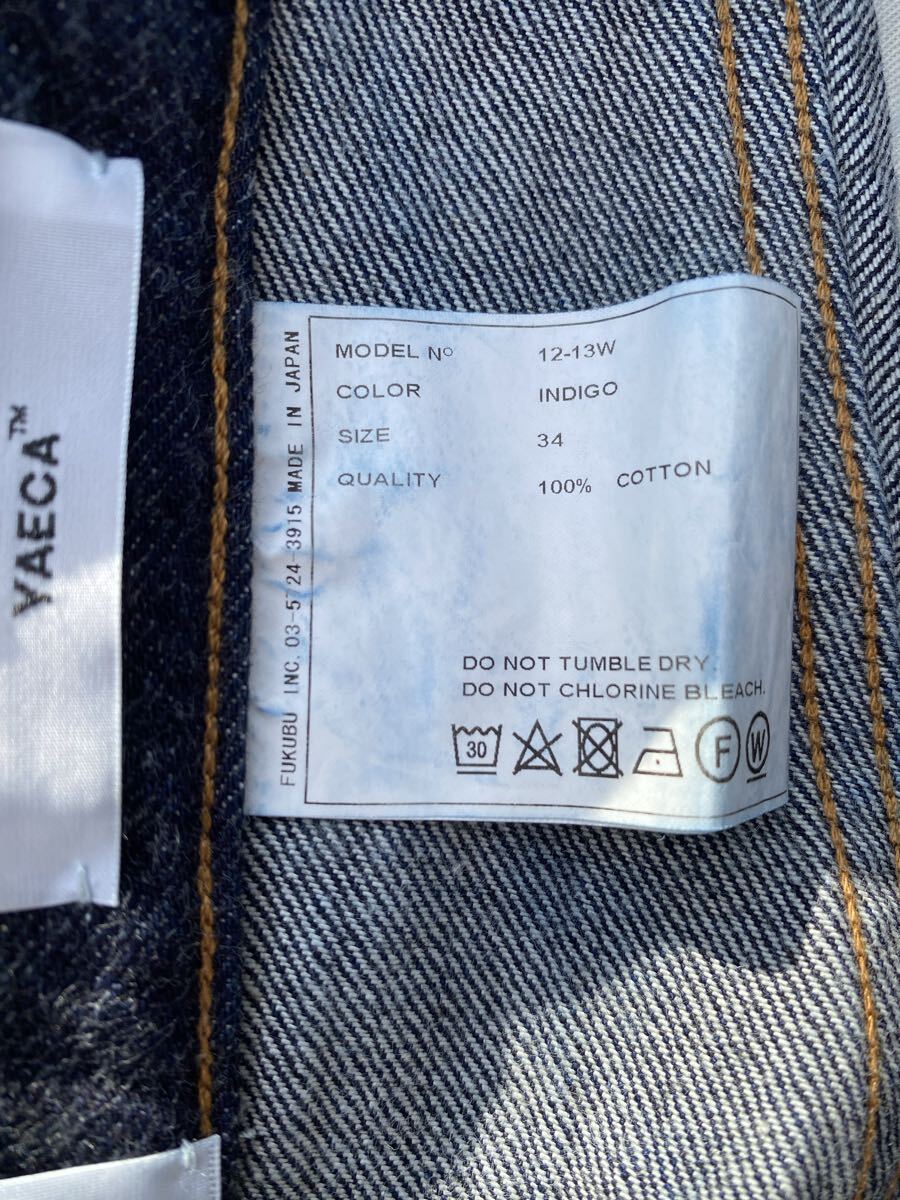 YAECA™
FUKUBU INC. 03-5724-3915 MADE IN JAPAN
MODEL Nº 12-13W
COLOR INDIGO
SIZE 34
QUALITY 100% COTTON
DO NOT TUMBLE DRY.
DO NOT CHLORINE BLEACH.
30 F W